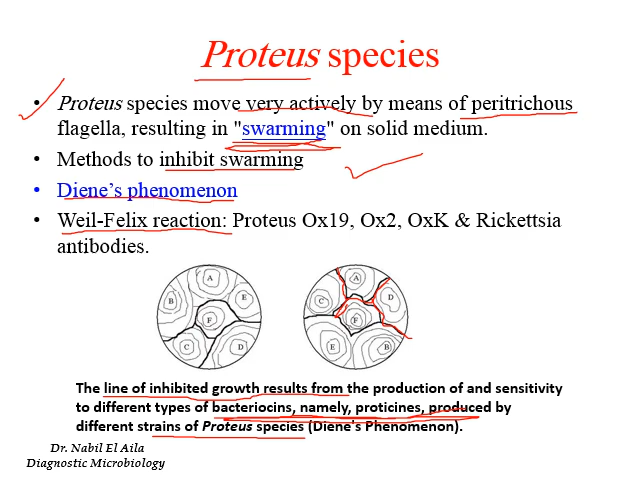 Proteus species
• Proteus species move very actively by means of peritrichous
flagella, resulting in "swarming" on solid medium.
• Methods to inhibit swarming
• Diene’s phenomenon
• Weil-Felix reaction: Proteus Ox19, Ox2, OxK & Rickettsia
antibodies.
A
B
E
F
C
D
A
C
D
F
E
B
The line of inhibited growth results from the production of and sensitivity
to different types of bacteriocins, namely, proticines, produced by
different strains of Proteus species (Diene's Phenomenon).
Dr. Nabil El Aila
Diagnostic Microbiology